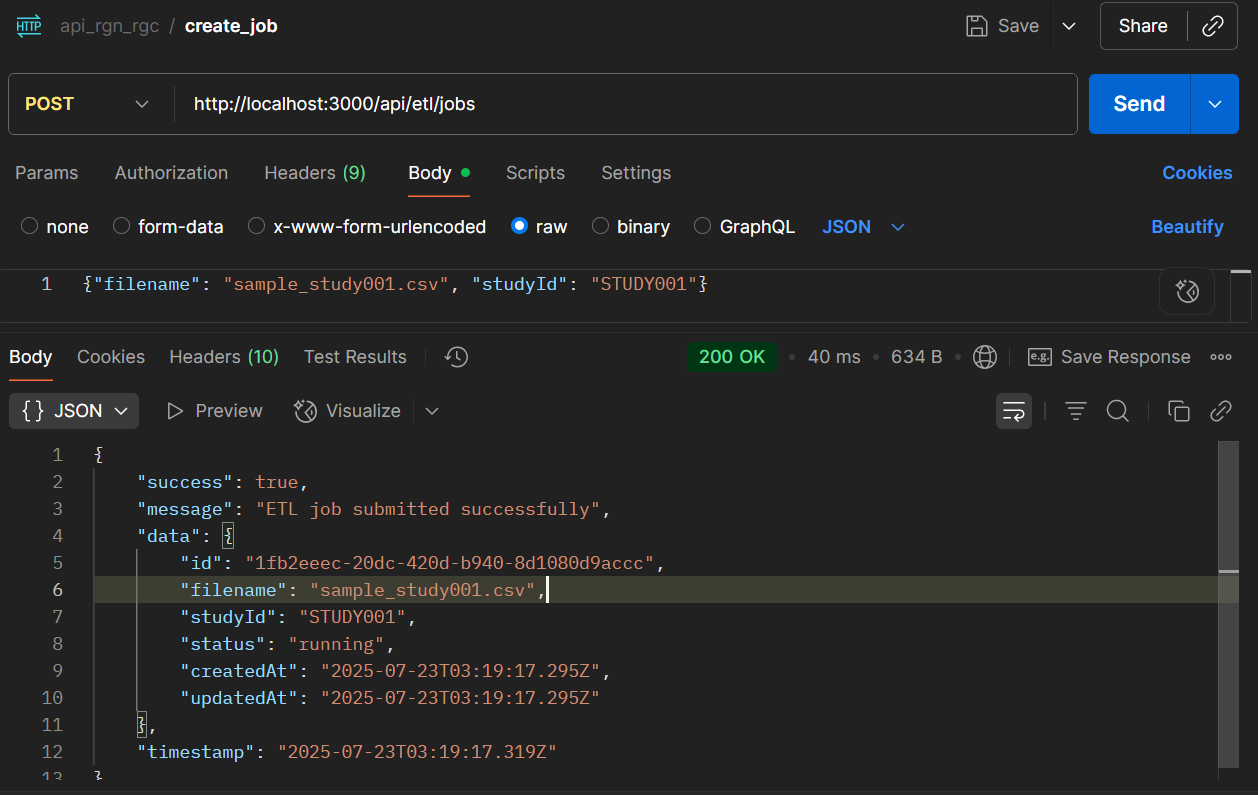 HTTP api_rgn_rgc / create_job Save Share
POST http://localhost:3000/api/etl/jobs Send
Params Authorization Headers (9) Body Scripts Settings Cookies
none form-data x-www-form-urlencoded raw binary GraphQL JSON Beautify
1 {"filename": "sample_study001.csv", "studyId": "STUDY001"}
Body Cookies Headers (10) Test Results 200 OK 40 ms 634 B e.g. Save Response
{} JSON Preview Visualize
1 {
2 "success": true,
3 "message": "ETL job submitted successfully",
4 "data": {
5 "id": "1fb2eeec-20dc-420d-b940-8d1080d9accc",
6 "filename": "sample_study001.csv",
7 "studyId": "STUDY001",
8 "status": "running",
9 "createdAt": "2025-07-23T03:19:17.295Z",
10 "updatedAt": "2025-07-23T03:19:17.295Z"
11 },
12 "timestamp": "2025-07-23T03:19:17.319Z"
13 }